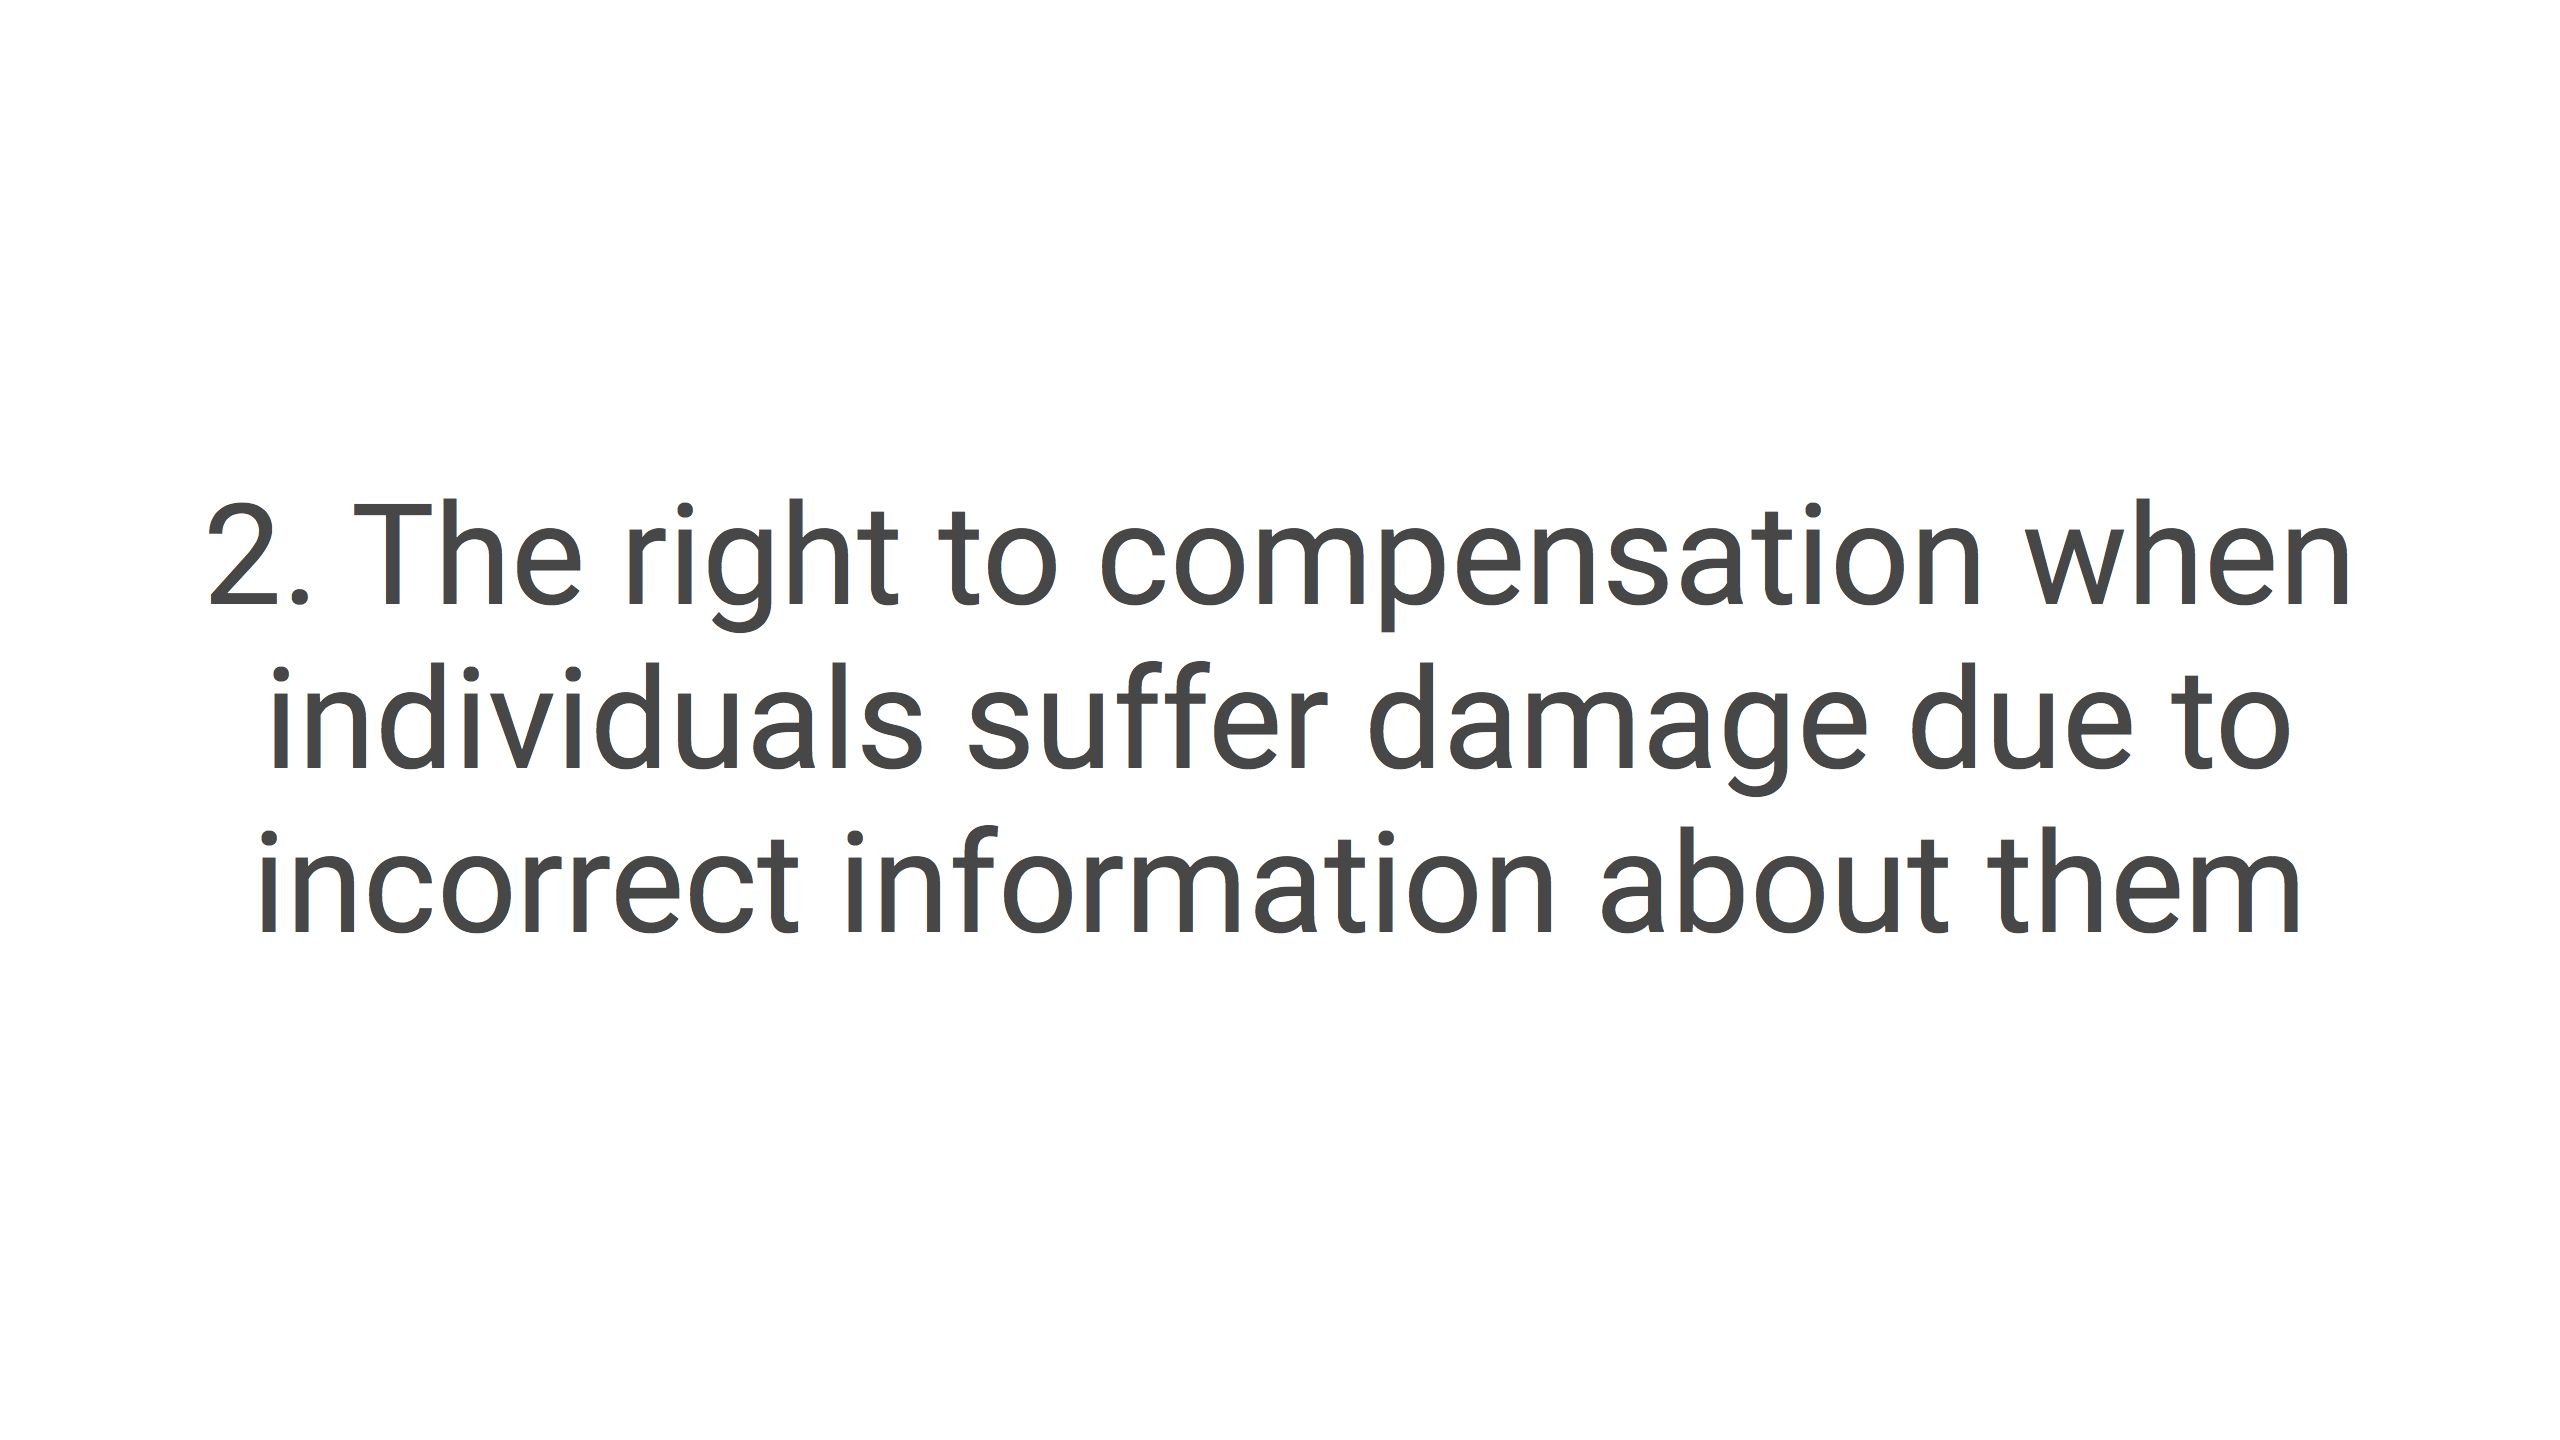 2. The right to compensation when
individuals suffer damage due to
incorrect information about them